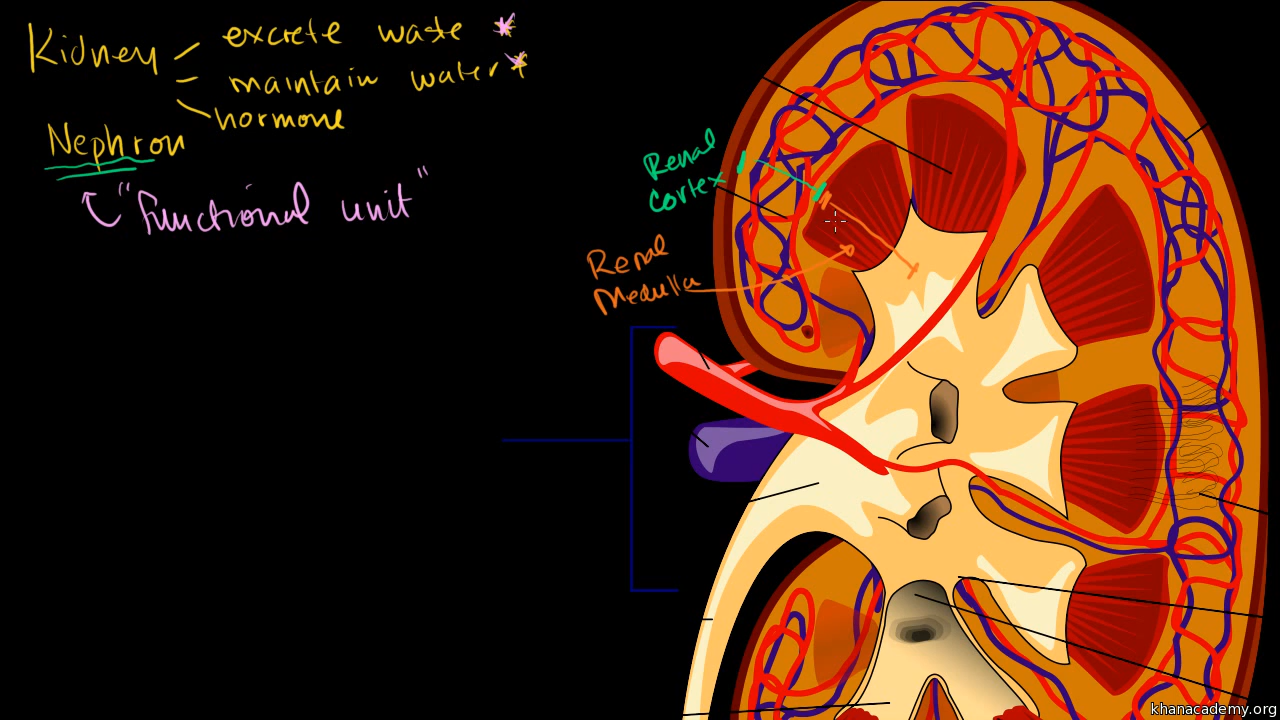 Kidney
excrete waste
maintain water
hormone
Nephron
"functional unit"
Renal
Cortex
Renal
Medulla
khanacademy.org